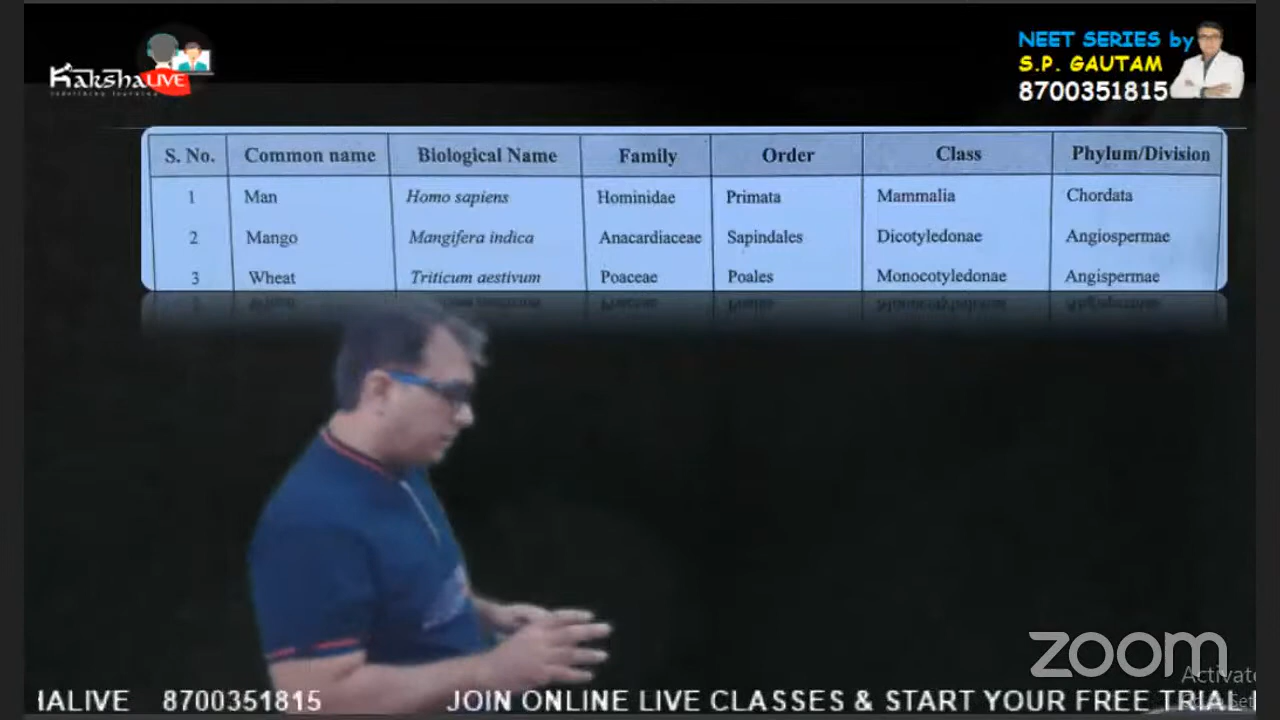 KakshaLIVE
NEET SERIES by
S.P. GAUTAM
8700351815
S. No. Common name Biological Name Family Order Class Phylum/Division
1 Man Homo sapiens Hominidae Primata Mammalia Chordata
2 Mango Mangifera indica Anacardiaceae Sapindales Dicotyledonae Angiospermae
3 Wheat Triticum aestivum Poaceae Poales Monocotyledonae Angispermae
zoom
Activate
HALIVE 8700351815 JOIN ONLINE LIVE CLASSES & START YOUR FREE TRIAL